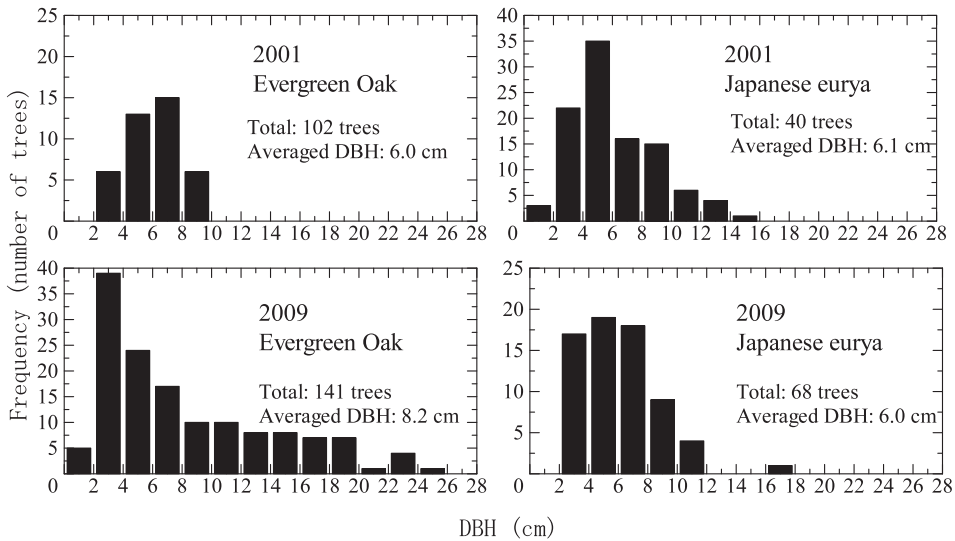 Frequency (number of trees)
25
20
15
10
5
0
2 4 6 8 10 12 14 16 18 20 22 24 26 28
2001
Evergreen Oak
Total: 102 trees
Averaged DBH: 6.0 cm
40
35
30
25
20
15
10
5
0
2 4 6 8 10 12 14 16 18 20 22 24 26 28
2001
Japanese eurya
Total: 40 trees
Averaged DBH: 6.1 cm
40
35
30
25
20
15
10
5
0
2 4 6 8 10 12 14 16 18 20 22 24 26 28
2009
Evergreen Oak
Total: 141 trees
Averaged DBH: 8.2 cm
25
20
15
10
5
0
2 4 6 8 10 12 14 16 18 20 22 24 26 28
2009
Japanese eurya
Total: 68 trees
Averaged DBH: 6.0 cm
DBH (cm)